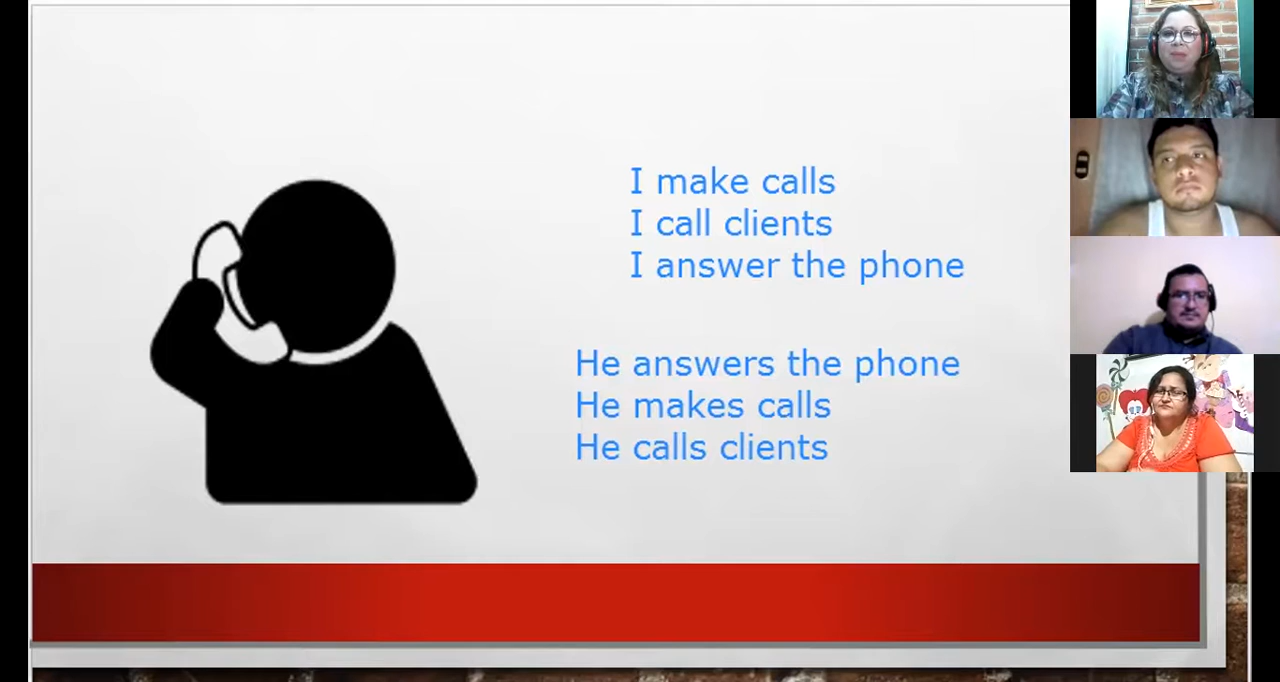 I make calls
I call clients
I answer the phone
He answers the phone
He makes calls
He calls clients